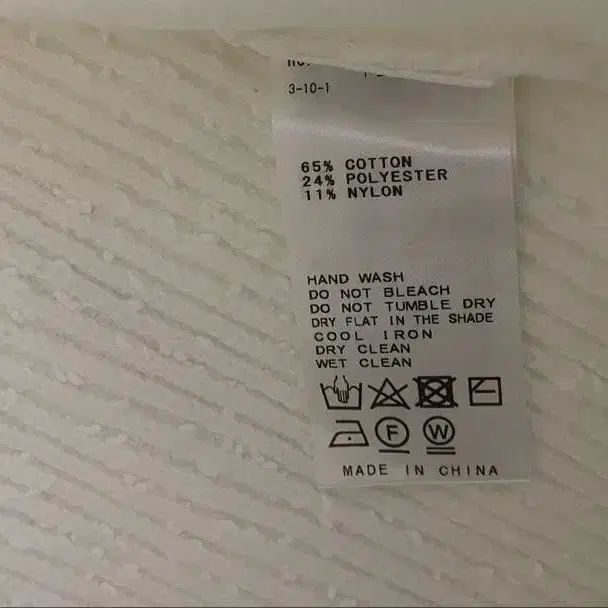 3-10-1
65% COTTON
24% POLYESTER
11% NYLON
HAND WASH
DO NOT BLEACH
DO NOT TUMBLE DRY
DRY FLAT IN THE SHADE
COOL IRON
DRY CLEAN
WET CLEAN
F W
MADE IN CHINA